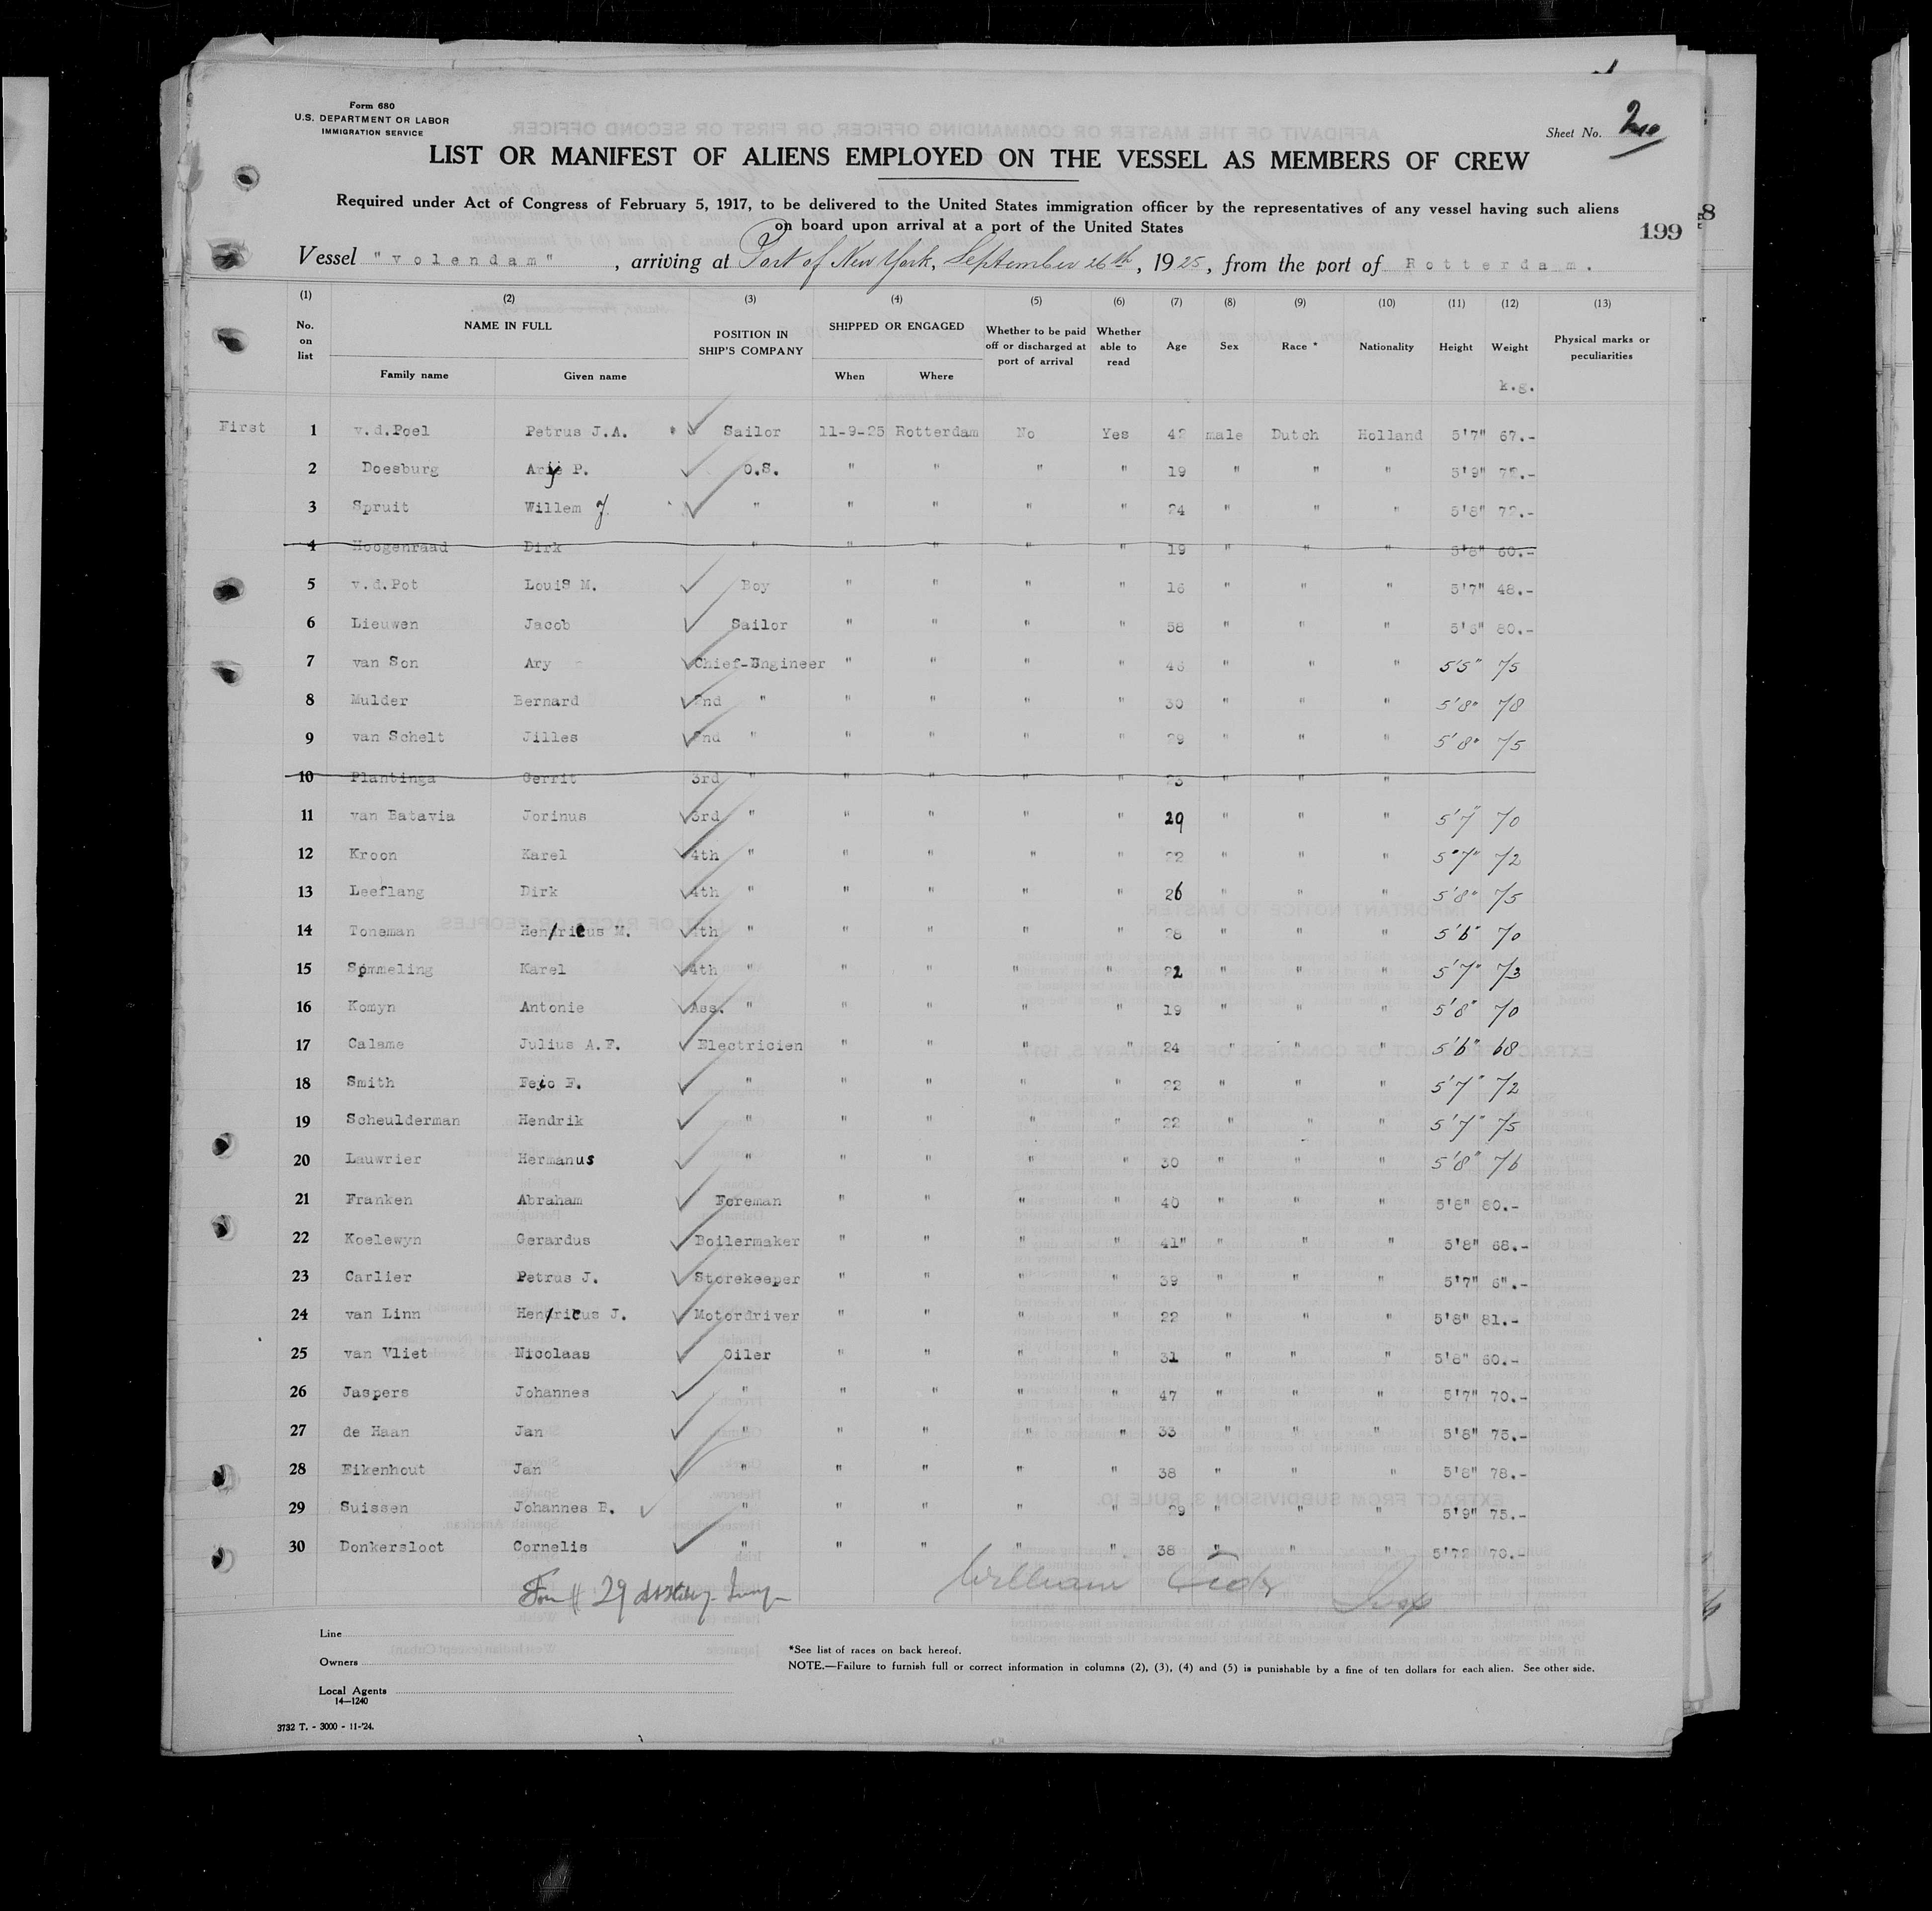 Form 680
U.S. DEPARTMENT OR LABOR
IMMIGRATION SERVICE
Sheet No.
LIST OR MANIFEST OF ALIENS EMPLOYED ON THE VESSEL AS MEMBERS OF CREW
Required under Act of Congress of February 5, 1917, to be delivered to the United States immigration officer by the representatives of any vessel having such aliens
on board upon arrival at a port of the United States
199
Vessel "volendam", arriving at Port of New York, September 26th, 1925, from the port of Rotterdam.
(1) (2) (3) (4) (5) (6) (7) (8) (9) (10) (11) (12) (13)
No. on list NAME IN FULL Family name Given name POSITION IN SHIP'S COMPANY SHIPPED OR ENGAGED When Where Whether to be paid off or discharged at port of arrival Whether able to read Age Sex Race * Nationality Height Weight k.g. Physical marks or peculiarities
First 1 v.d.Poel Petrus J.A. Sailor 11-9-25 Rotterdam No Yes 42 male Dutch Holland 5'7" 67.-
2 Doesburg Ary P. O.S. " " " " 19 " " " 5'9" 72.-
3 Spruit Willem J. " " " " " 24 " " " 5'8" 72.-
4 Hoogenraad Dirk " " " " " 19 " " " 5'8" 60.-
5 v.d.Pot Louis M. Boy " " " " 16 " " " 5'7" 48.-
6 Lieuwen Jacob Sailor " " " " 58 " " " 5'6" 80.-
7 van Son Ary Chief-Engineer " " " " 46 " " " 5'5" 75
8 Mulder Bernard 2nd " " " " " 30 " " " 5'8" 78
9 van Schelt Jilles 2nd " " " " " 29 " " " 5'8" 75
10 Plantinga Gerrit 3rd " " " " " 23 " " "
11 van Batavia Jorinus 3rd " " " " " 29 " " " 5'7" 70
12 Kroon Karel 4th " " " " " 22 " " " 5'7" 72
13 Leeflang Dirk 4th " " " " " 26 " " " 5'8" 75
14 Toneman Henricus M. 4th " " " " " 28 " " " 5'6" 70
15 Sommeling Karel 4th " " " " " 22 " " " 5'7" 73
16 Komyn Antonie Ass. " " " " " 19 " " " 5'8" 70
17 Calame Julius A.F. Electricien " " " " 24 " " " 5'6" 68
18 Smith F. " " " " " 22 " " " 5'7" 72
19 Scheulderman Hendrik " " " " " 22 " " " 5'7" 75
20 Lauwrier Hermanus " " " " " 30 " " " 5'8" 76
21 Franken Abraham Foreman " " " " 40 " " " 5'8" 80.-
22 Koelewyn Gerardus Boilermaker " " " " 41" " " " 5'8" 68.-
23 Carlier Petrus J. Storekeeper " " " " 39 " " " 5'7" 6".-
24 van Linn Henricus J. Motordriver " " " " 22 " " " 5'8" 81.-
25 van Vliet Nicolaas Oiler " " " " 31 " " " 5'8" 60.-
26 Jaspers Johannes " " " " " 47 " " " 5'7" 70.-
27 de Haan Jan " " " " " 33 " " " 5'8" 75.-
28 Eikenhout Jan " " " " " 38 " " " 5'8" 78.-
29 Suissen Johannes B. " " " " " 29 " " " 5'9" 75.-
30 Donkersloot Cornelis " " " " " 38 " " " 5'72 70.-
29
William
Line
Owners
Local Agents
14—1240
*See list of races on back hereof.
NOTE.—Failure to furnish full or correct information in columns (2), (3), (4) and (5) is punishable by a fine of ten dollars for each alien. See other side.
3732 T. - 3000 - 11-'24.